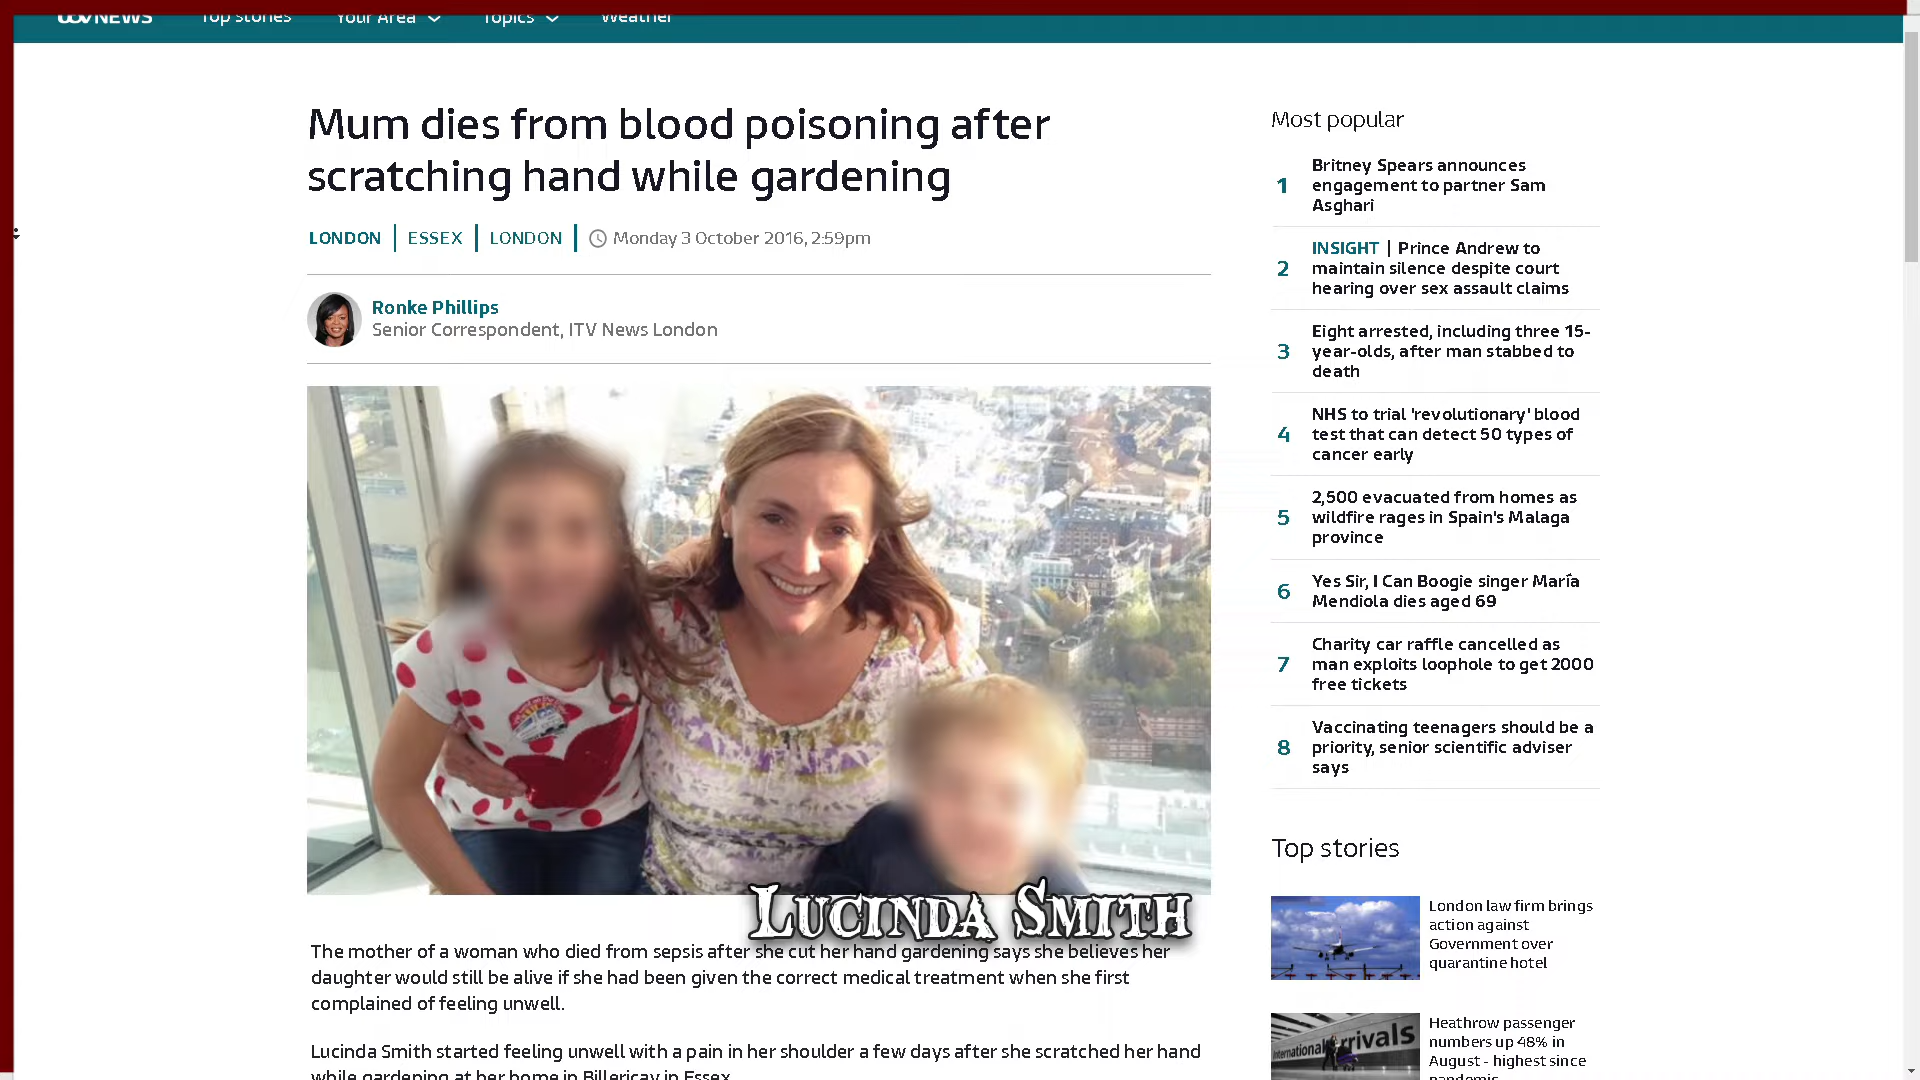 itv NEWS Top stories Your Area Topics Weather
Mum dies from blood poisoning after
scratching hand while gardening
LONDON ESSEX LONDON Monday 3 October 2016, 2:59pm
Ronke Phillips
Senior Correspondent, ITV News London
LUCINDA SMITH
The mother of a woman who died from sepsis after she cut her hand gardening says she believes her
daughter would still be alive if she had been given the correct medical treatment when she first
complained of feeling unwell.
Lucinda Smith started feeling unwell with a pain in her shoulder a few days after she scratched her hand
while gardening at her home in Billericay in Essex.
Most popular
1
Britney Spears announces
engagement to partner Sam
Asghari
2
INSIGHT | Prince Andrew to
maintain silence despite court
hearing over sex assault claims
3
Eight arrested, including three 15-
year-olds, after man stabbed to
death
4
NHS to trial 'revolutionary' blood
test that can detect 50 types of
cancer early
5
2,500 evacuated from homes as
wildfire rages in Spain's Malaga
province
6
Yes Sir, I Can Boogie singer María
Mendiola dies aged 69
7
Charity car raffle cancelled as
man exploits loophole to get 2000
free tickets
8
Vaccinating teenagers should be a
priority, senior scientific adviser
says
Top stories
London law firm brings
action against
Government over
quarantine hotel
International arrivals
Heathrow passenger
numbers up 48% in
August - highest since
pandemic